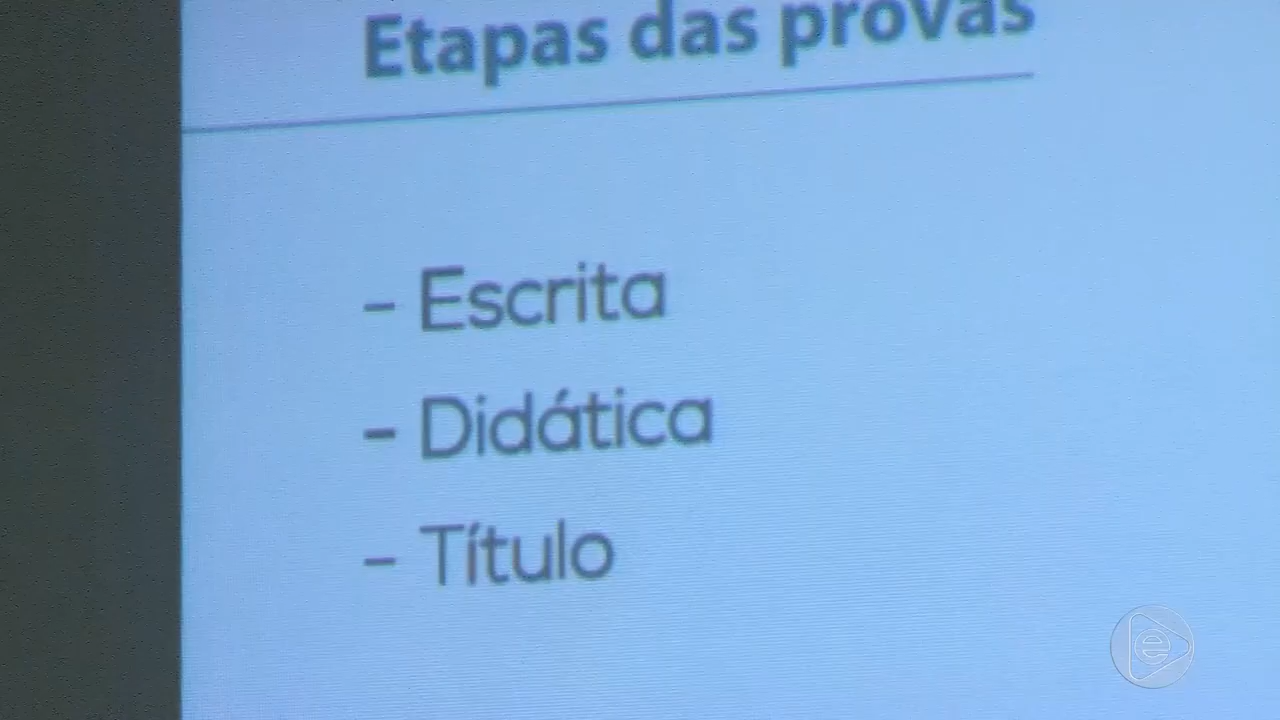 Etapas das provas
- Escrita
- Didática
- Título